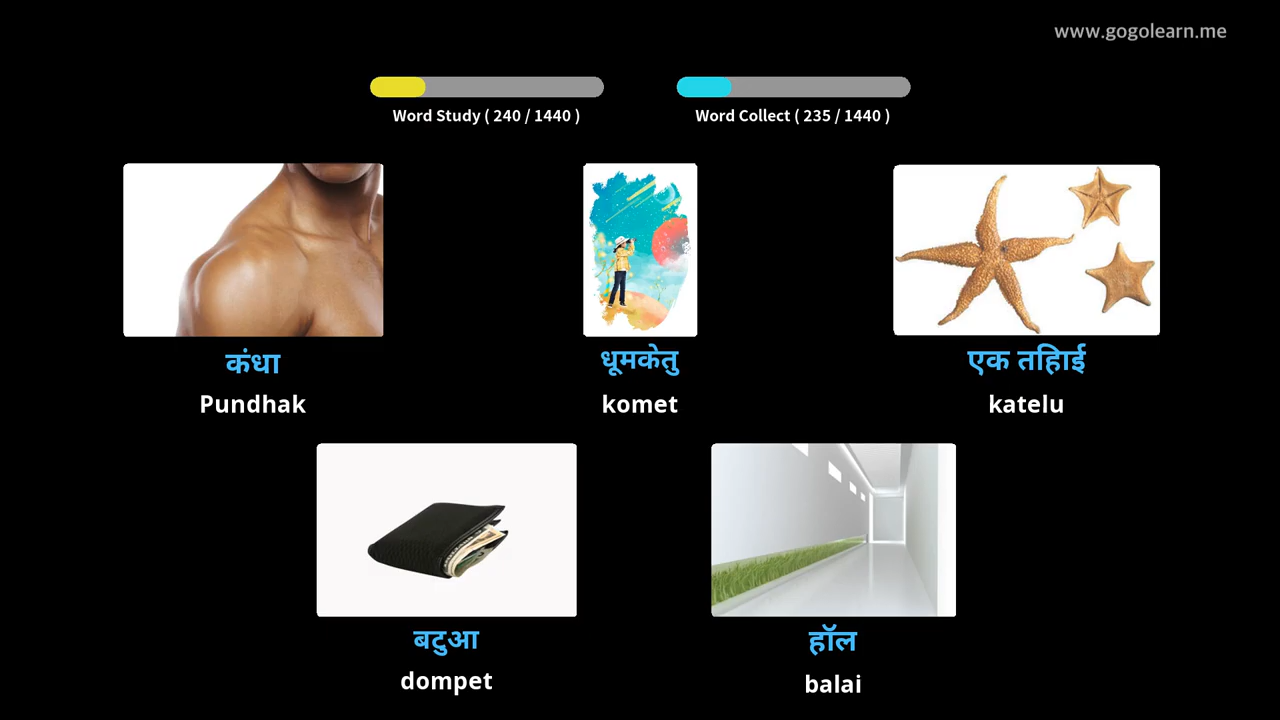 www.gogolearn.me
Word Study ( 240 / 1440 )
Word Collect ( 235 / 1440 )
कंधा
Pundhak
धूमकेतु
komet
एक तिहाई
katelu
बटुआ
dompet
हॉल
balai